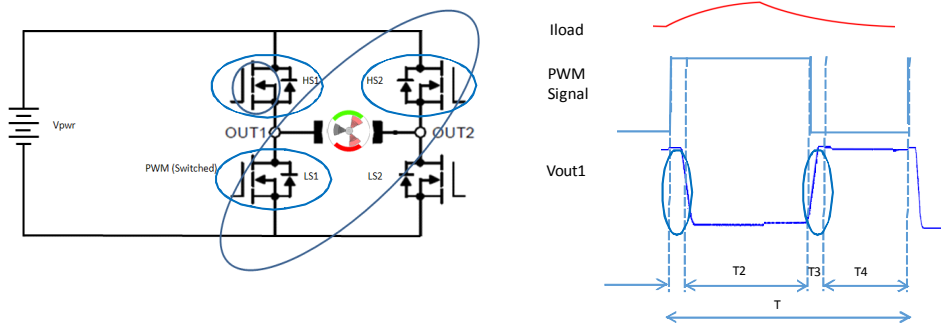 Iload
PWM
Signal
HS1
HS2
Vpwr
OUT1
OUT2
PWM (Switched)
LS1
LS2
Vout1
T2
T3
T4
T